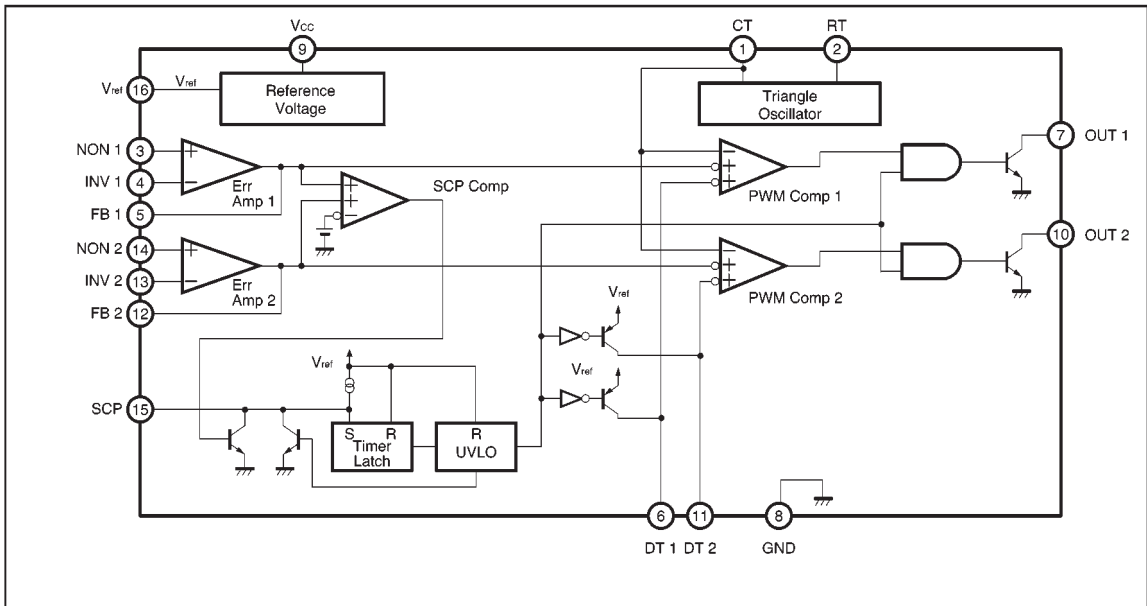 Vcc CT RT
9 1 2
Vref 16 Vref
Reference
Voltage
Triangle
Oscillator
NON 1 3 +
INV 1 4 −
Err
Amp 1
FB 1 5
+
+
−
SCP Comp
−
+
+
PWM Comp 1
7 OUT 1
NON 2 14 +
INV 2 13 −
Err
Amp 2
FB 2 12
−
+
+
PWM Comp 2
10 OUT 2
Vref
Vref
Vref
SCP 15
S R
Timer
Latch
R
UVLO
6 11 8
DT 1 DT 2 GND